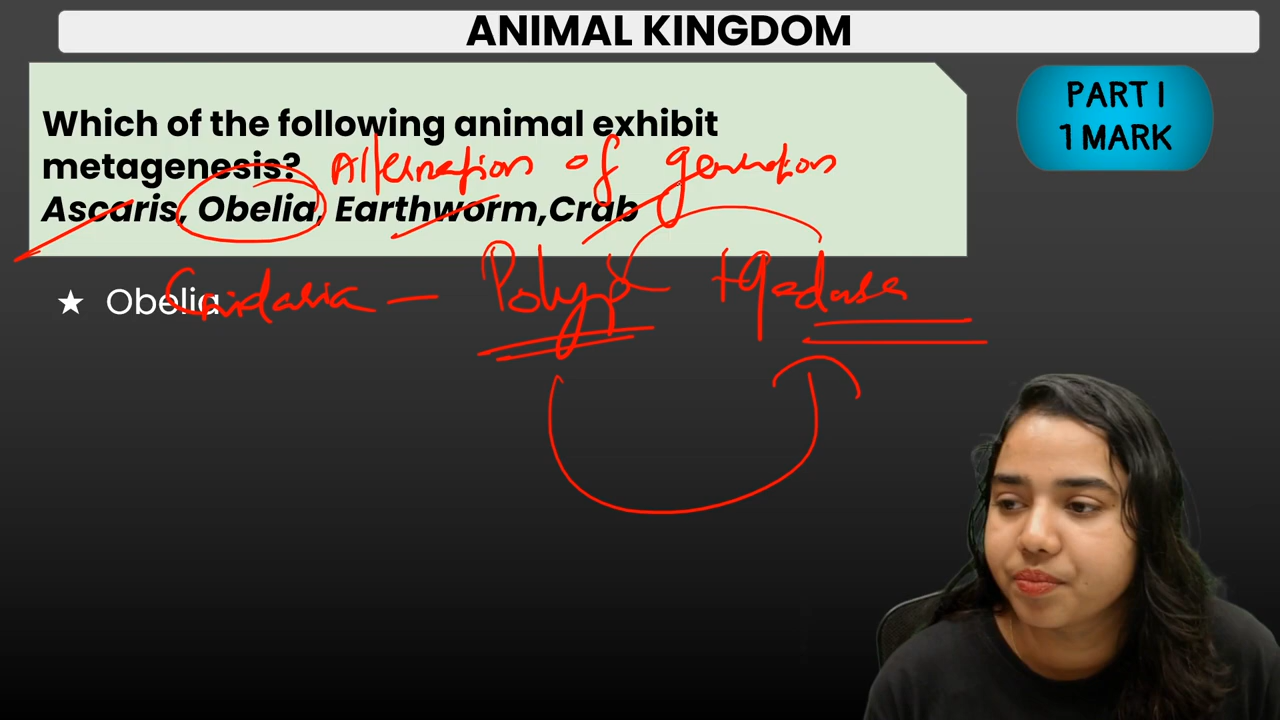 ANIMAL KINGDOM
PART I
1 MARK
Which of the following animal exhibit
metagenesis? Alternation of generations
Ascaris, Obelia, Earthworm,Crab
Cnidaria — Polyp Medusa
★ Obelia